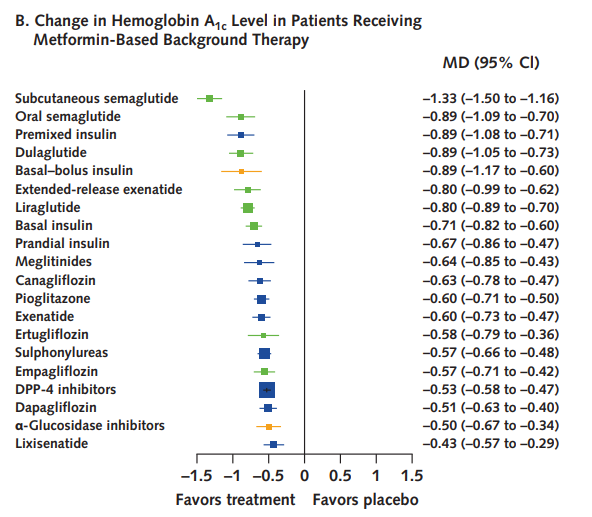 B. Change in Hemoglobin A1c Level in Patients Receiving
Metformin-Based Background Therapy
MD (95% CI)
Subcutaneous semaglutide –1.33 (–1.50 to –1.16)
Oral semaglutide –0.89 (–1.09 to –0.70)
Premixed insulin –0.89 (–1.08 to –0.71)
Dulaglutide –0.89 (–1.05 to –0.73)
Basal–bolus insulin –0.89 (–1.17 to –0.60)
Extended-release exenatide –0.80 (–0.99 to –0.62)
Liraglutide –0.80 (–0.89 to –0.70)
Basal insulin –0.71 (–0.82 to –0.60)
Prandial insulin –0.67 (–0.86 to –0.47)
Meglitinides –0.64 (–0.85 to –0.43)
Canagliflozin –0.63 (–0.78 to –0.47)
Pioglitazone –0.60 (–0.71 to –0.50)
Exenatide –0.60 (–0.73 to –0.47)
Ertugliflozin –0.58 (–0.79 to –0.36)
Sulphonylureas –0.57 (–0.66 to –0.48)
Empagliflozin –0.57 (–0.71 to –0.42)
DPP-4 inhibitors –0.53 (–0.58 to –0.47)
Dapagliflozin –0.51 (–0.63 to –0.40)
α-Glucosidase inhibitors –0.50 (–0.67 to –0.34)
Lixisenatide –0.43 (–0.57 to –0.29)
–1.5 –1 –0.5 0 0.5 1 1.5
Favors treatment Favors placebo